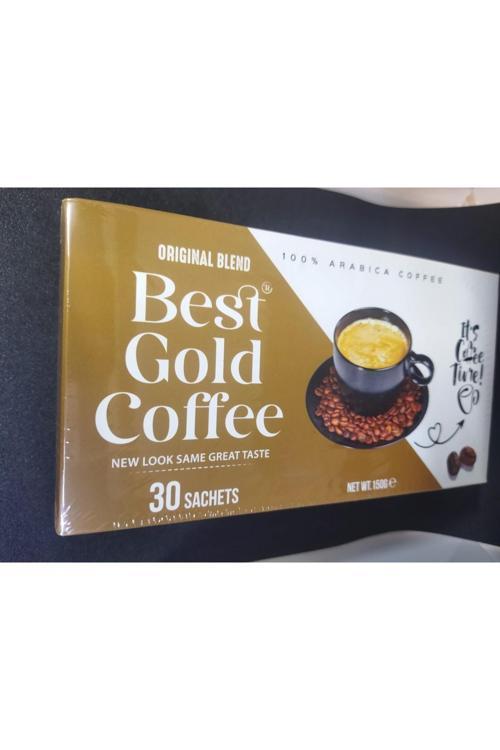 ORIGINAL BLEND
Best®
Gold
Coffee
NEW LOOK SAME GREAT TASTE
30 SACHETS
100% ARABICA COFFEE
It's
Coffee
Time!
NET WT. 150G ℮